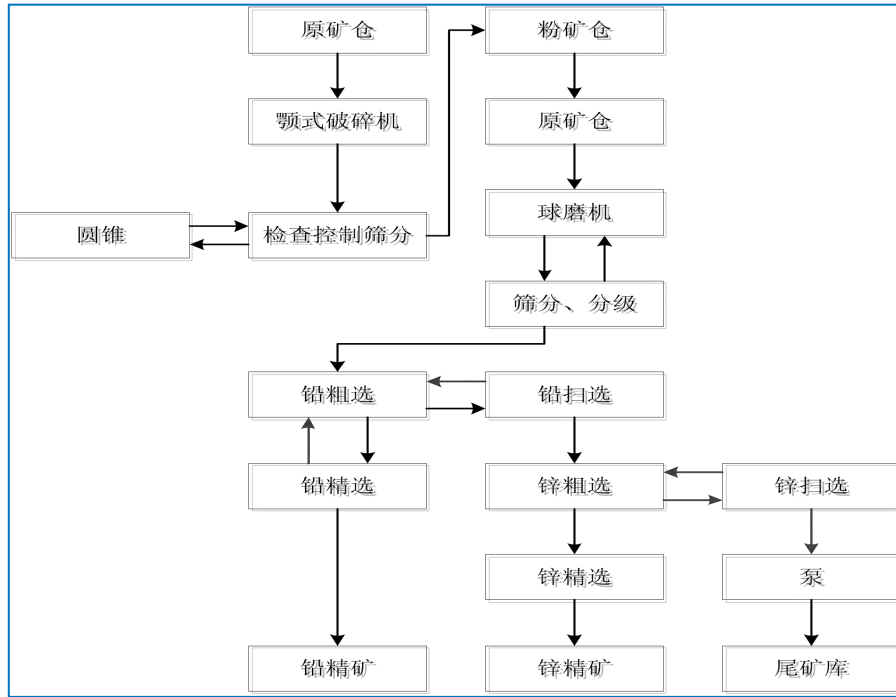 原矿仓
粉矿仓
颚式破碎机
原矿仓
球磨机
圆锥
检查控制筛分
筛分、分级
铅粗选
铅扫选
铅精选
锌粗选
锌扫选
锌精选
泵
铅精矿
锌精矿
尾矿库